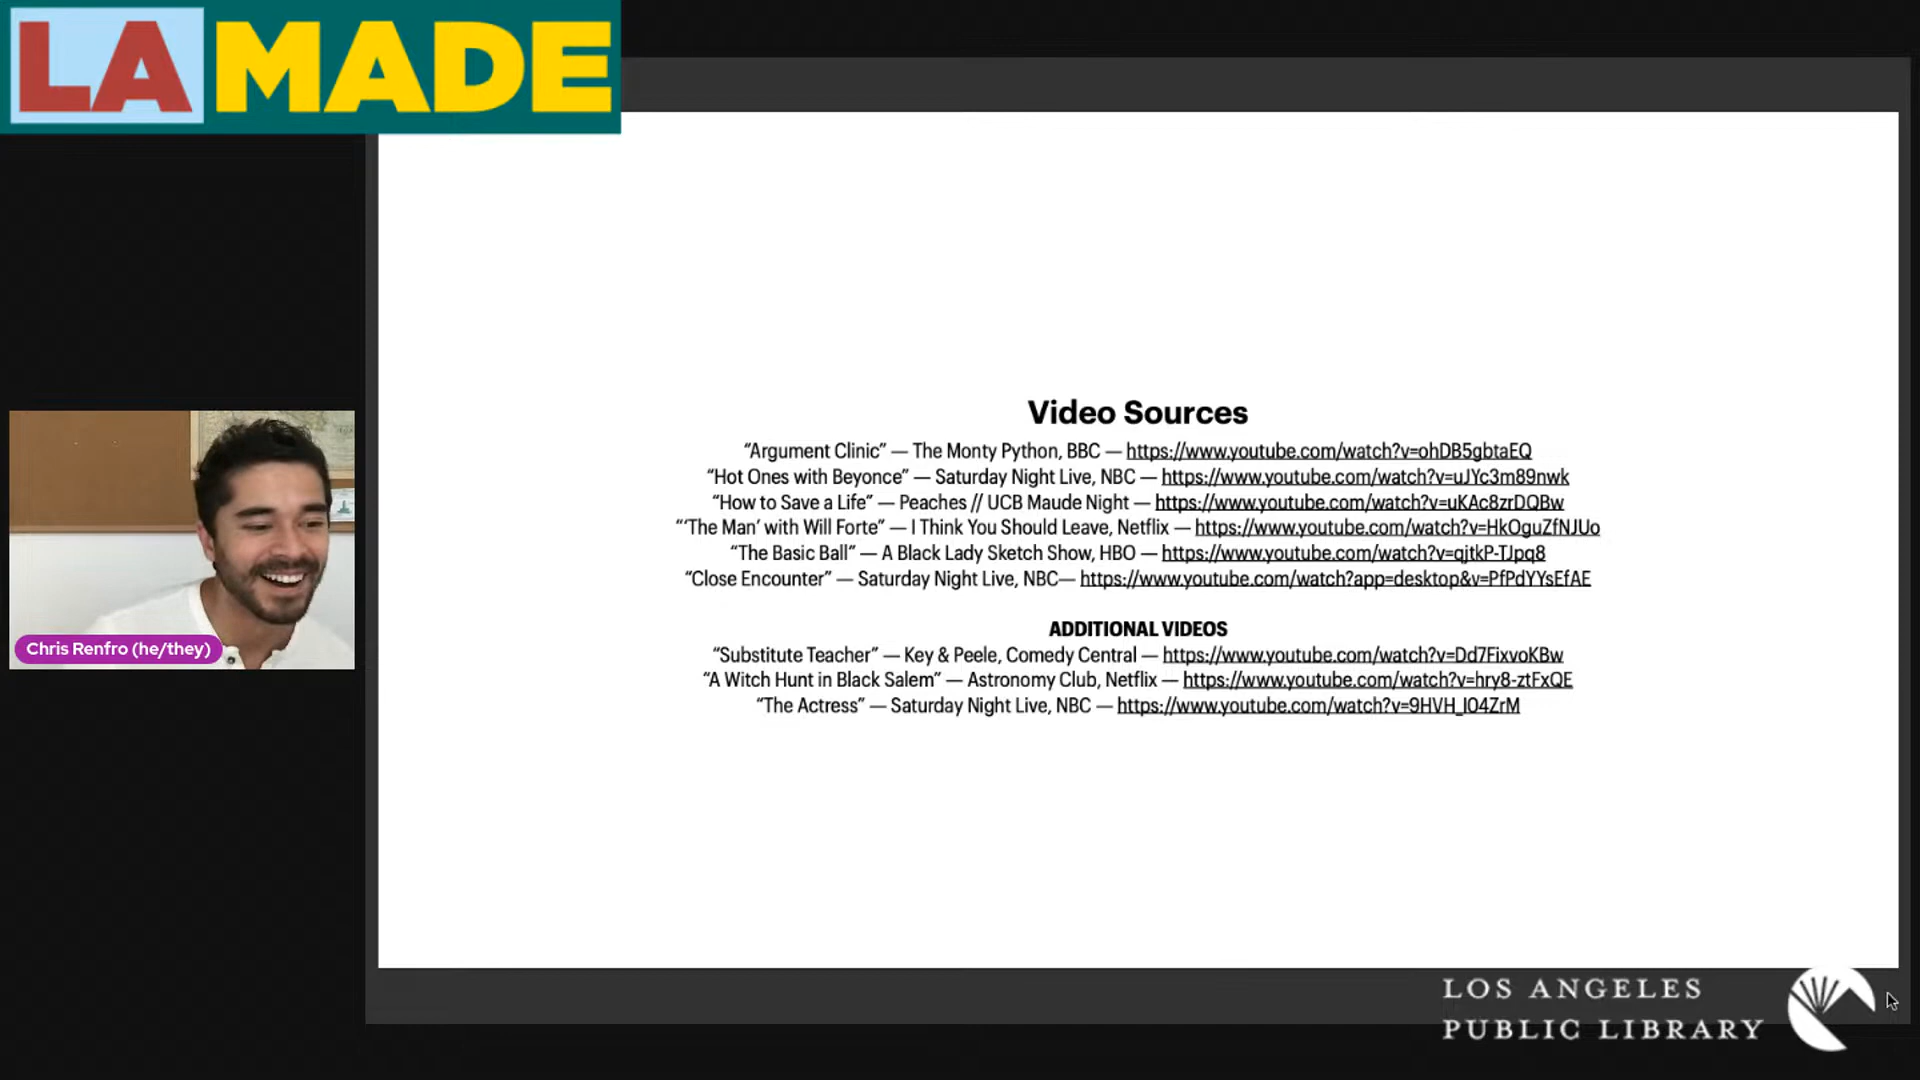 LA MADE
Video Sources
“Argument Clinic” — The Monty Python, BBC — https://www.youtube.com/watch?v=ohDB5gbtaEQ
“Hot Ones with Beyonce” — Saturday Night Live, NBC — https://www.youtube.com/watch?v=uJYc3m89nwk
“How to Save a Life” — Peaches // UCB Maude Night — https://www.youtube.com/watch?v=uKAc8zrDQBw
“‘The Man’ with Will Forte” — I Think You Should Leave, Netflix — https://www.youtube.com/watch?v=HkOguZfNJUo
“The Basic Ball” — A Black Lady Sketch Show, HBO — https://www.youtube.com/watch?v=qjtkP-TJpq8
“Close Encounter” — Saturday Night Live, NBC— https://www.youtube.com/watch?app=desktop&v=PfPdYYsEfAE
ADDITIONAL VIDEOS
“Substitute Teacher” — Key & Peele, Comedy Central — https://www.youtube.com/watch?v=Dd7FixvoKBw
“A Witch Hunt in Black Salem” — Astronomy Club, Netflix — https://www.youtube.com/watch?v=hry8-ztFxQE
“The Actress” — Saturday Night Live, NBC — https://www.youtube.com/watch?v=9HVH_l04ZrM
Chris Renfro (he/they)
LOS ANGELES
PUBLIC LIBRARY